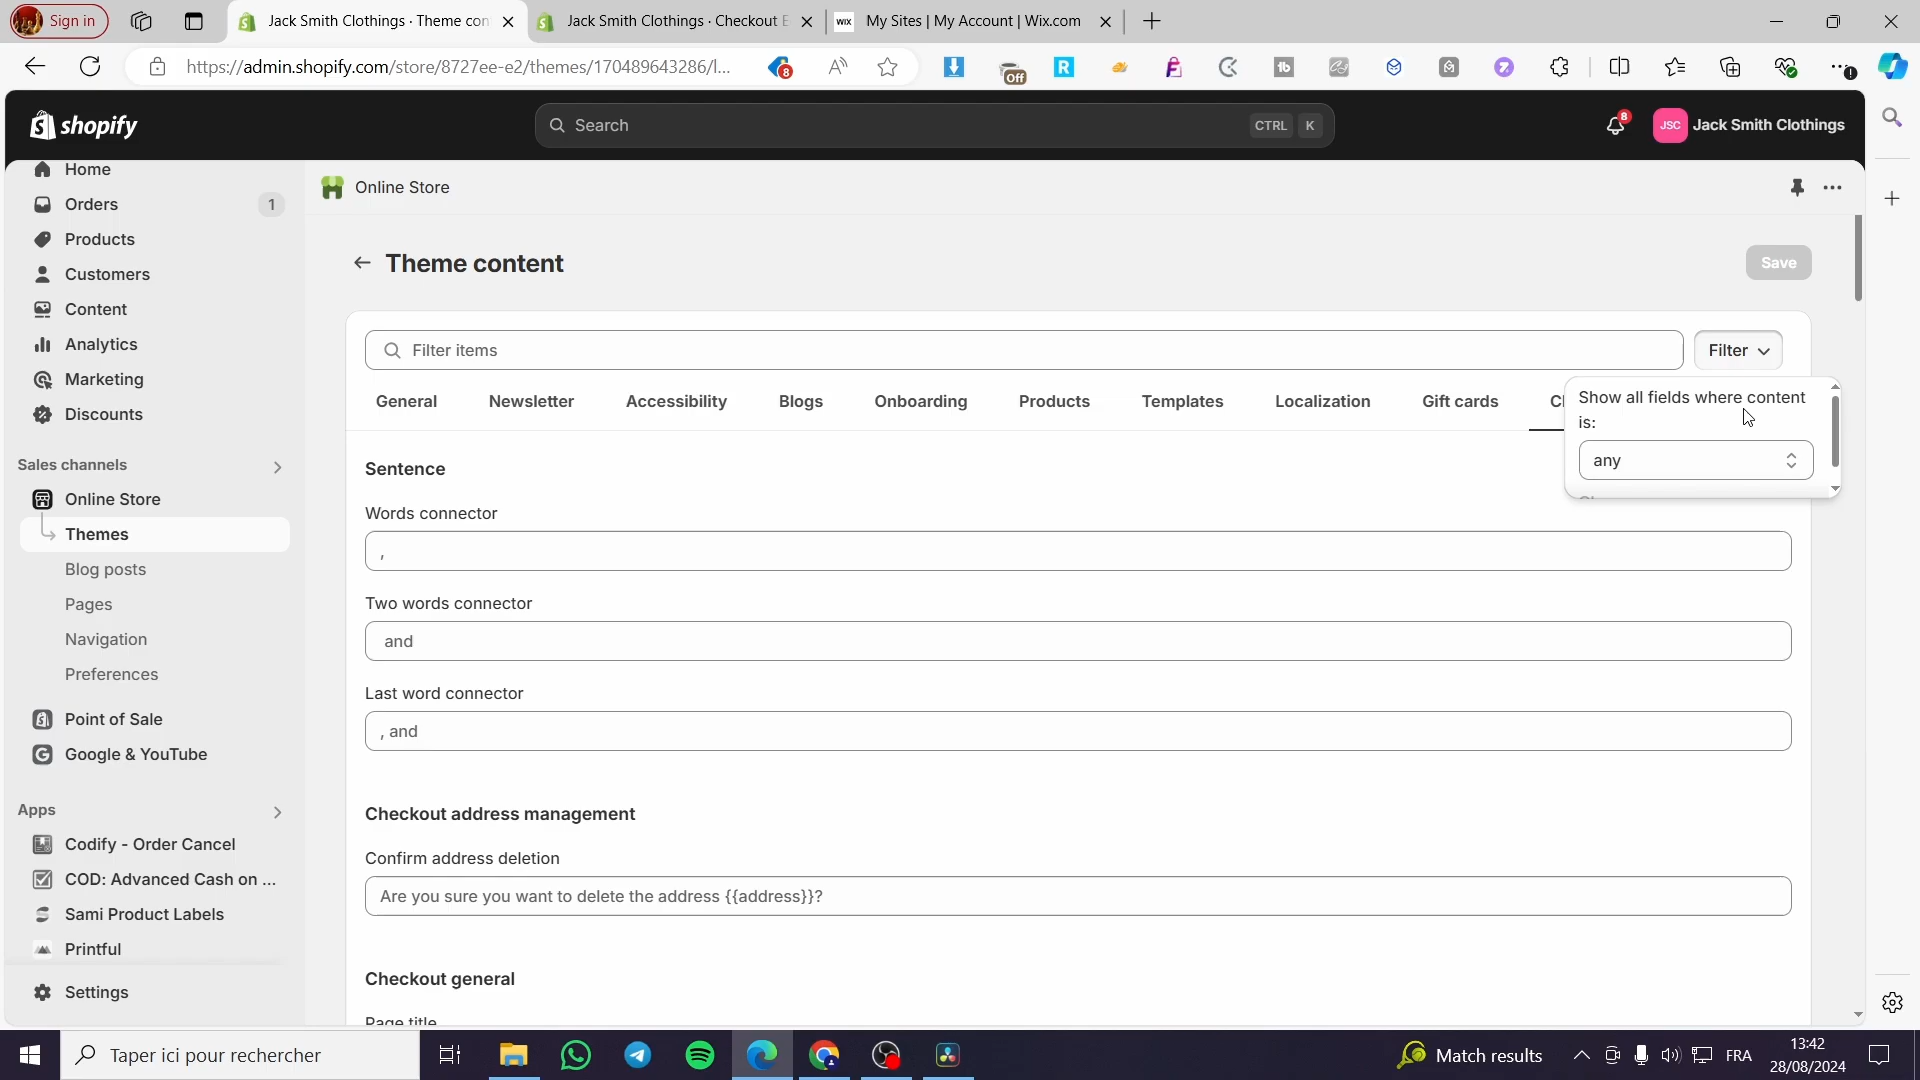 Sign in
Jack Smith Clothings · Theme con
Jack Smith Clothings · Checkout E
WiX My Sites | My Account | Wix.com
https://admin.shopify.com/store/8727ee-e2/themes/170489643286/l...
8
Off
shopify
Search
CTRL K
8
JSC Jack Smith Clothings
Home
Orders 1
Products
Customers
Content
Analytics
Marketing
Discounts
Sales channels
Online Store
Themes
Blog posts
Pages
Navigation
Preferences
Point of Sale
Google & YouTube
Apps
Codify - Order Cancel
COD: Advanced Cash on ...
Sami Product Labels
Printful
Settings
Online Store
Theme content
Save
Filter items
Filter
General Newsletter Accessibility Blogs Onboarding Products Templates Localization Gift cards
Show all fields where content
is:
any
Sentence
Words connector
,
Two words connector
and
Last word connector
, and
Checkout address management
Confirm address deletion
Are you sure you want to delete the address {{address}}?
Checkout general
Page title
Taper ici pour rechercher
Match results
FRA
13:42
28/08/2024